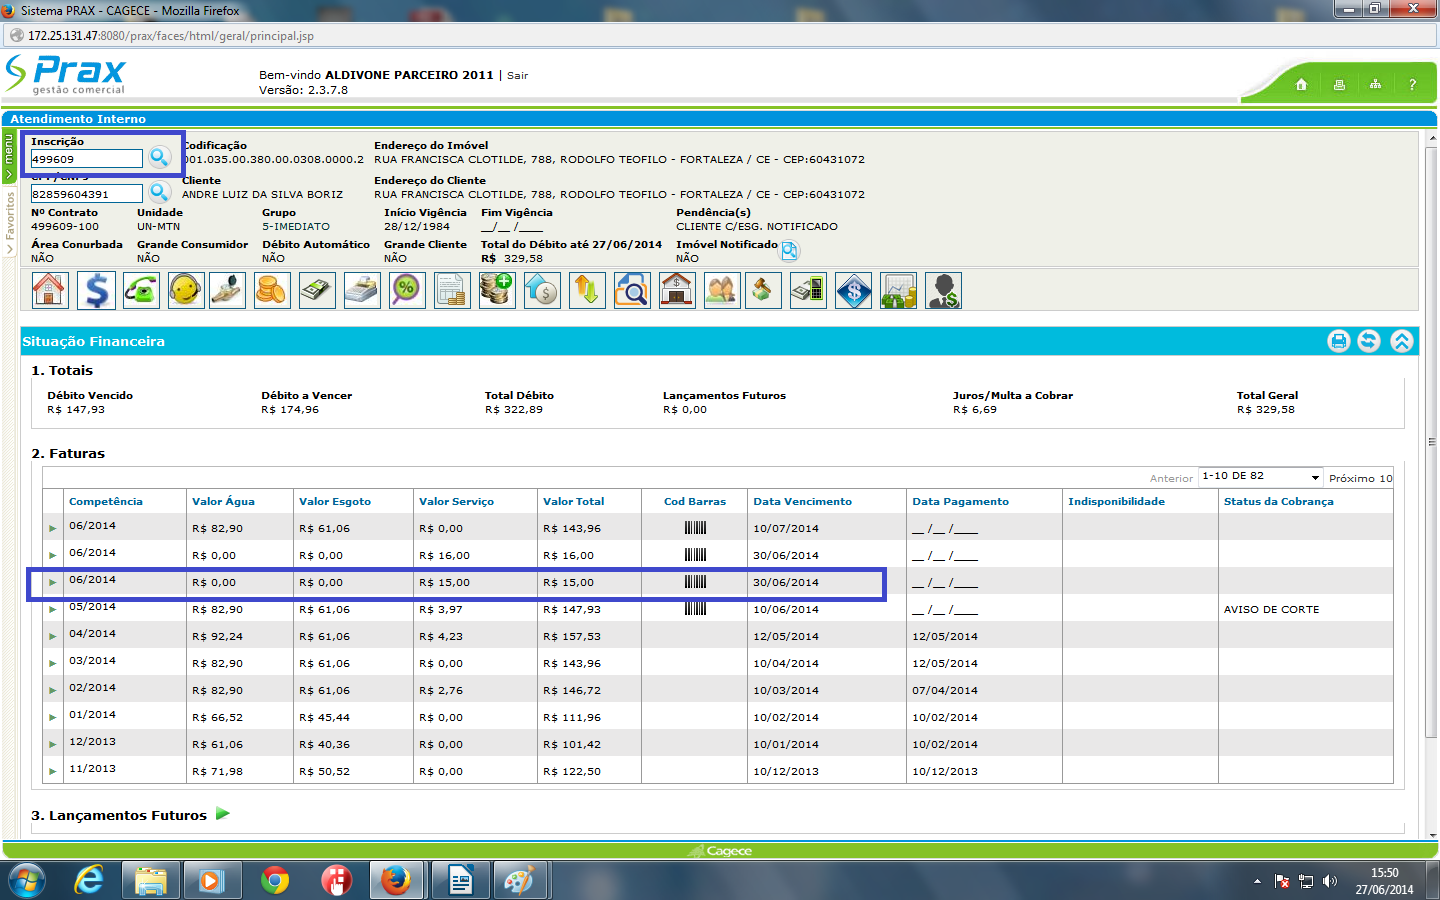 Sistema PRAX - CAGECE - Mozilla Firefox
172.25.131.47:8080/prax/faces/html/geral/principal.jsp
Prax
gestão comercial
Bem-vindo ALDIVONE PARCEIRO 2011 | Sair
Versão: 2.3.7.8
?
Atendimento Interno
menu
Favoritos
Inscrição Codificação Endereço do Imóvel
499609 001.035.00.380.00.0308.0000.2 RUA FRANCISCA CLOTILDE, 788, RODOLFO TEOFILO - FORTALEZA / CE - CEP:60431072
Cliente Endereço do Cliente
82859604391 ANDRE LUIZ DA SILVA BORIZ RUA FRANCISCA CLOTILDE, 788, RODOLFO TEOFILO - FORTALEZA / CE - CEP:60431072
Nº Contrato Unidade Grupo Início Vigência Fim Vigência Pendência(s)
499609-100 UN-MTN 5-IMEDIATO 28/12/1984 __/__ /____ CLIENTE C/ESG. NOTIFICADO
Área Conurbada Grande Consumidor Débito Automático Grande Cliente Total do Débito até 27/06/2014 Imóvel Notificado
NÃO NÃO NÃO NÃO R$ 329,58 NÃO
Situação Financeira
1. Totais
Débito Vencido Débito a Vencer Total Débito Lançamentos Futuros Juros/Multa a Cobrar Total Geral
R$ 147,93 R$ 174,96 R$ 322,89 R$ 0,00 R$ 6,69 R$ 329,58
2. Faturas
Anterior 1-10 DE 82 Próximo 10
Competência Valor Água Valor Esgoto Valor Serviço Valor Total Cod Barras Data Vencimento Data Pagamento Indisponibilidade Status da Cobrança
06/2014 R$ 82,90 R$ 61,06 R$ 0,00 R$ 143,96 10/07/2014 __ /__ /____
06/2014 R$ 0,00 R$ 0,00 R$ 16,00 R$ 16,00 30/06/2014 __ /__ /____
06/2014 R$ 0,00 R$ 0,00 R$ 15,00 R$ 15,00 30/06/2014 __ /__ /____
05/2014 R$ 82,90 R$ 61,06 R$ 3,97 R$ 147,93 10/06/2014 __ /__ /____ AVISO DE CORTE
04/2014 R$ 92,24 R$ 61,06 R$ 4,23 R$ 157,53 12/05/2014 12/05/2014
03/2014 R$ 82,90 R$ 61,06 R$ 0,00 R$ 143,96 10/04/2014 12/05/2014
02/2014 R$ 82,90 R$ 61,06 R$ 2,76 R$ 146,72 10/03/2014 07/04/2014
01/2014 R$ 66,52 R$ 45,44 R$ 0,00 R$ 111,96 10/02/2014 10/02/2014
12/2013 R$ 61,06 R$ 40,36 R$ 0,00 R$ 101,42 10/01/2014 10/02/2014
11/2013 R$ 71,98 R$ 50,52 R$ 0,00 R$ 122,50 10/12/2013 10/12/2013
3. Lançamentos Futuros
Cagece
15:50
27/06/2014